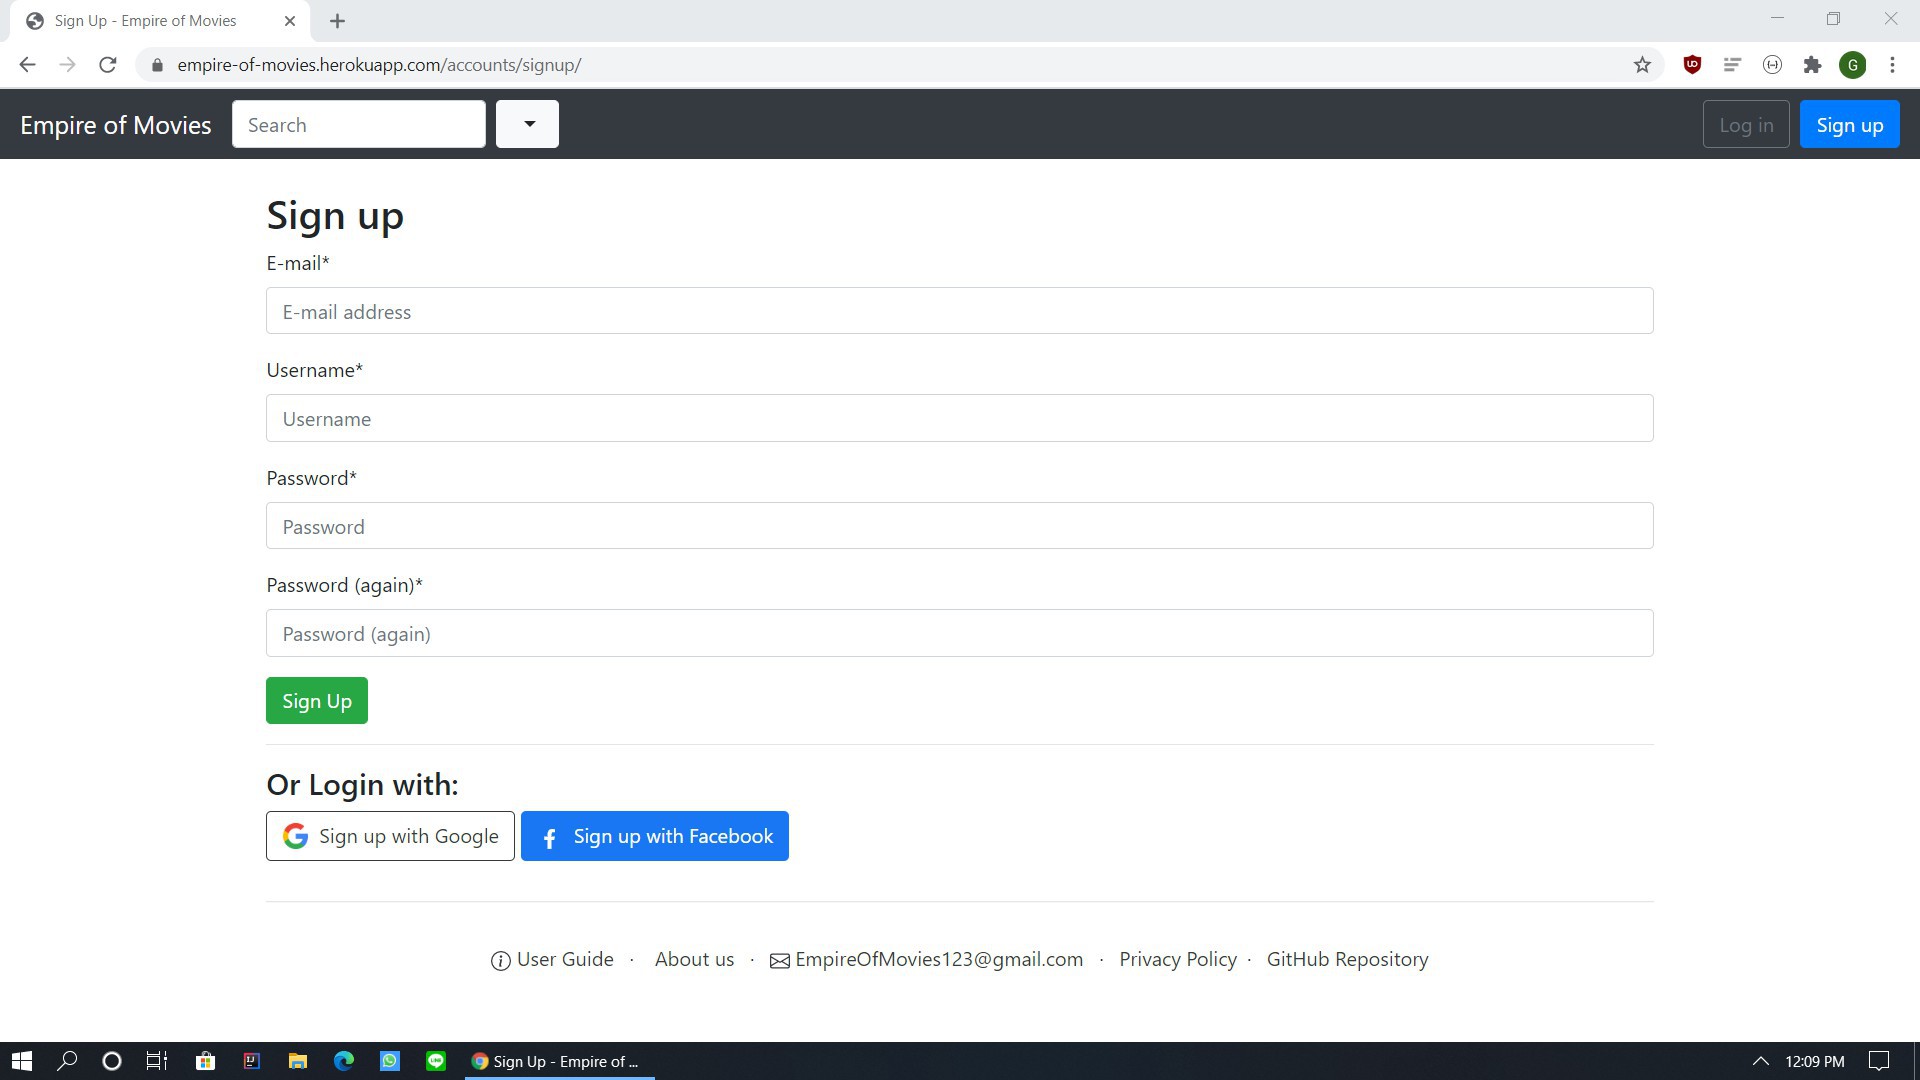 Sign Up - Empire of Movies
empire-of-movies.herokuapp.com/accounts/signup/
G
Empire of Movies
Search
Log in
Sign up
Sign up
E-mail*
E-mail address
Username*
Username
Password*
Password
Password (again)*
Password (again)
Sign Up
Or Login with:
Sign up with Google
Sign up with Facebook
User Guide · About us · EmpireOfMovies123@gmail.com · Privacy Policy · GitHub Repository
Sign Up - Empire of ...
12:09 PM